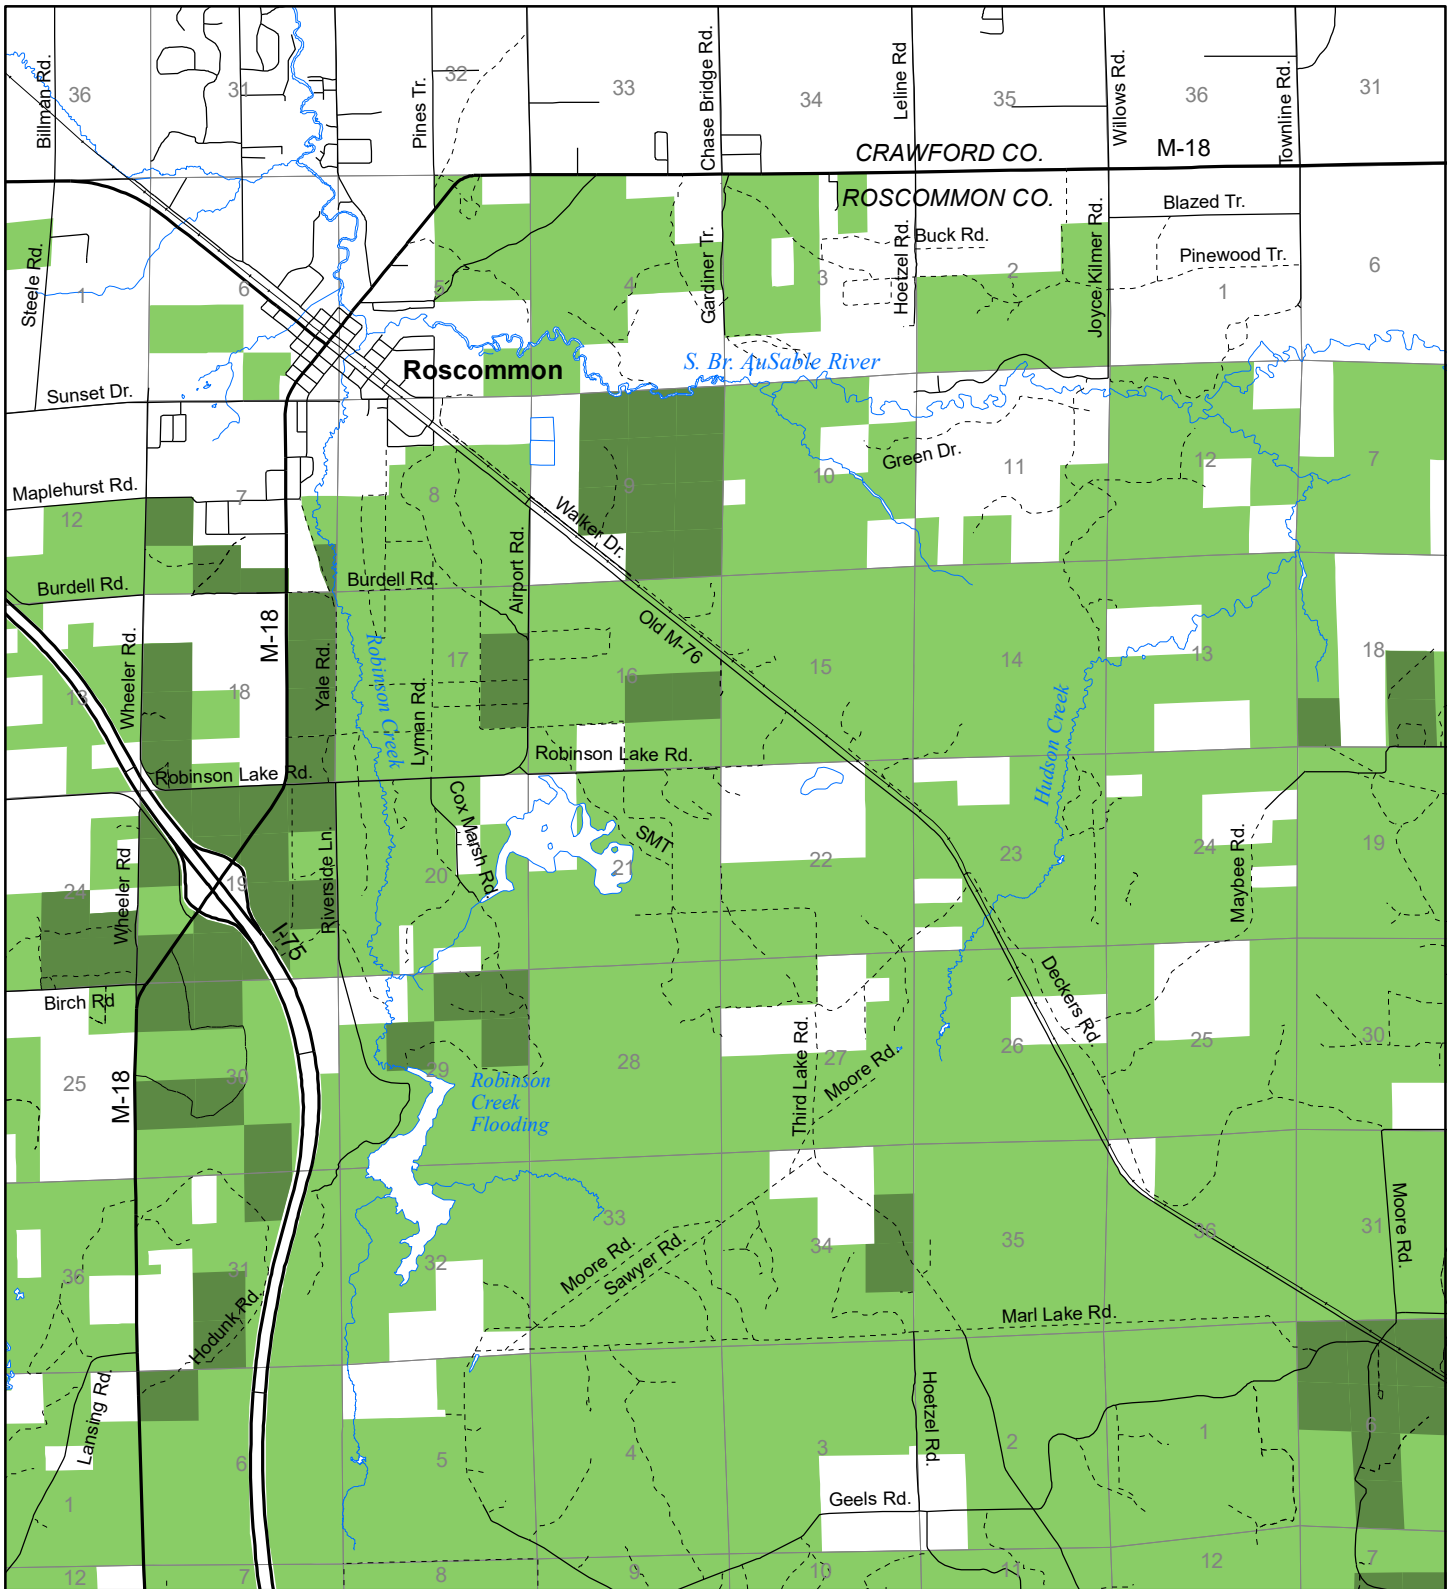 Billman Rd.
36
31
Pines Tr.
32
33
Chase Bridge Rd.
34
Leline Rd
35
Willows Rd.
36
M-18
Townline Rd.
31
CRAWFORD CO.
ROSCOMMON CO.
Steele Rd.
1
6
5
4
Gardiner Tr.
3
Hoetzel Rd.
Buck Rd.
2
Joyce Kilmer Rd.
Blazed Tr.
Pinewood Tr.
1
6
Sunset Dr.
Roscommon
S. Br. AuSable River
Maplehurst Rd.
12
7
8
9
10
Green Dr.
11
12
7
Walker Dr.
Airport Rd.
Burdell Rd.
Burdell Rd.
Old M-76
M-18
Wheeler Rd.
13
18
Yale Rd.
Robinson Creek
Lyman Rd.
17
16
15
14
13
18
Hudson Creek
Robinson Lake Rd.
Robinson Lake Rd.
Cox Marsh Rd.
SMT
24
Wheeler Rd
19
Riverside Ln.
I-75
20
21
22
23
24
Maybee Rd.
19
Birch Rd
Deckers Rd.
25
M-18
30
29
Robinson
Creek
Flooding
28
Third Lake Rd.
27
Moore Rd.
26
25
30
36
31
Hodunk Rd.
32
33
Moore Rd.
Sawyer Rd.
34
35
36
31
Moore Rd.
Marl Lake Rd.
Lansing Rd.
1
6
5
4
3
Hoetzel Rd.
2
1
6
Geels Rd.
12
7
8
9
10
11
12
7